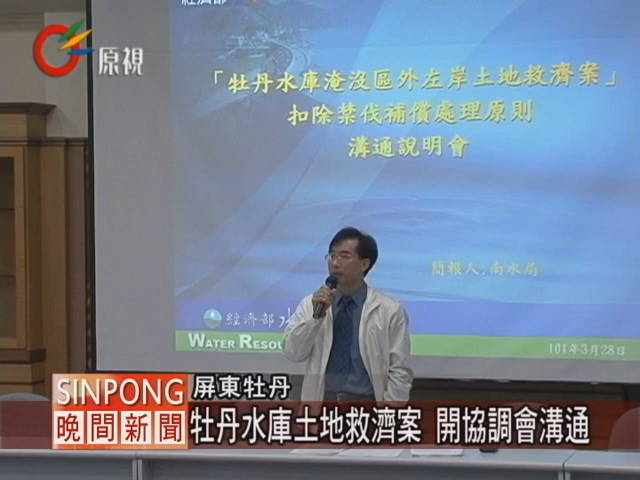 經濟部
原視
「牡丹水庫淹沒區外左岸土地救濟案」
扣除禁伐補償處理原則
溝通說明會
簡報人:南水局
經濟部水
WATER RESOU
101年3月28日
SINPONG
晚間新聞
屏東牡丹
牡丹水庫土地救濟案 開協調會溝通